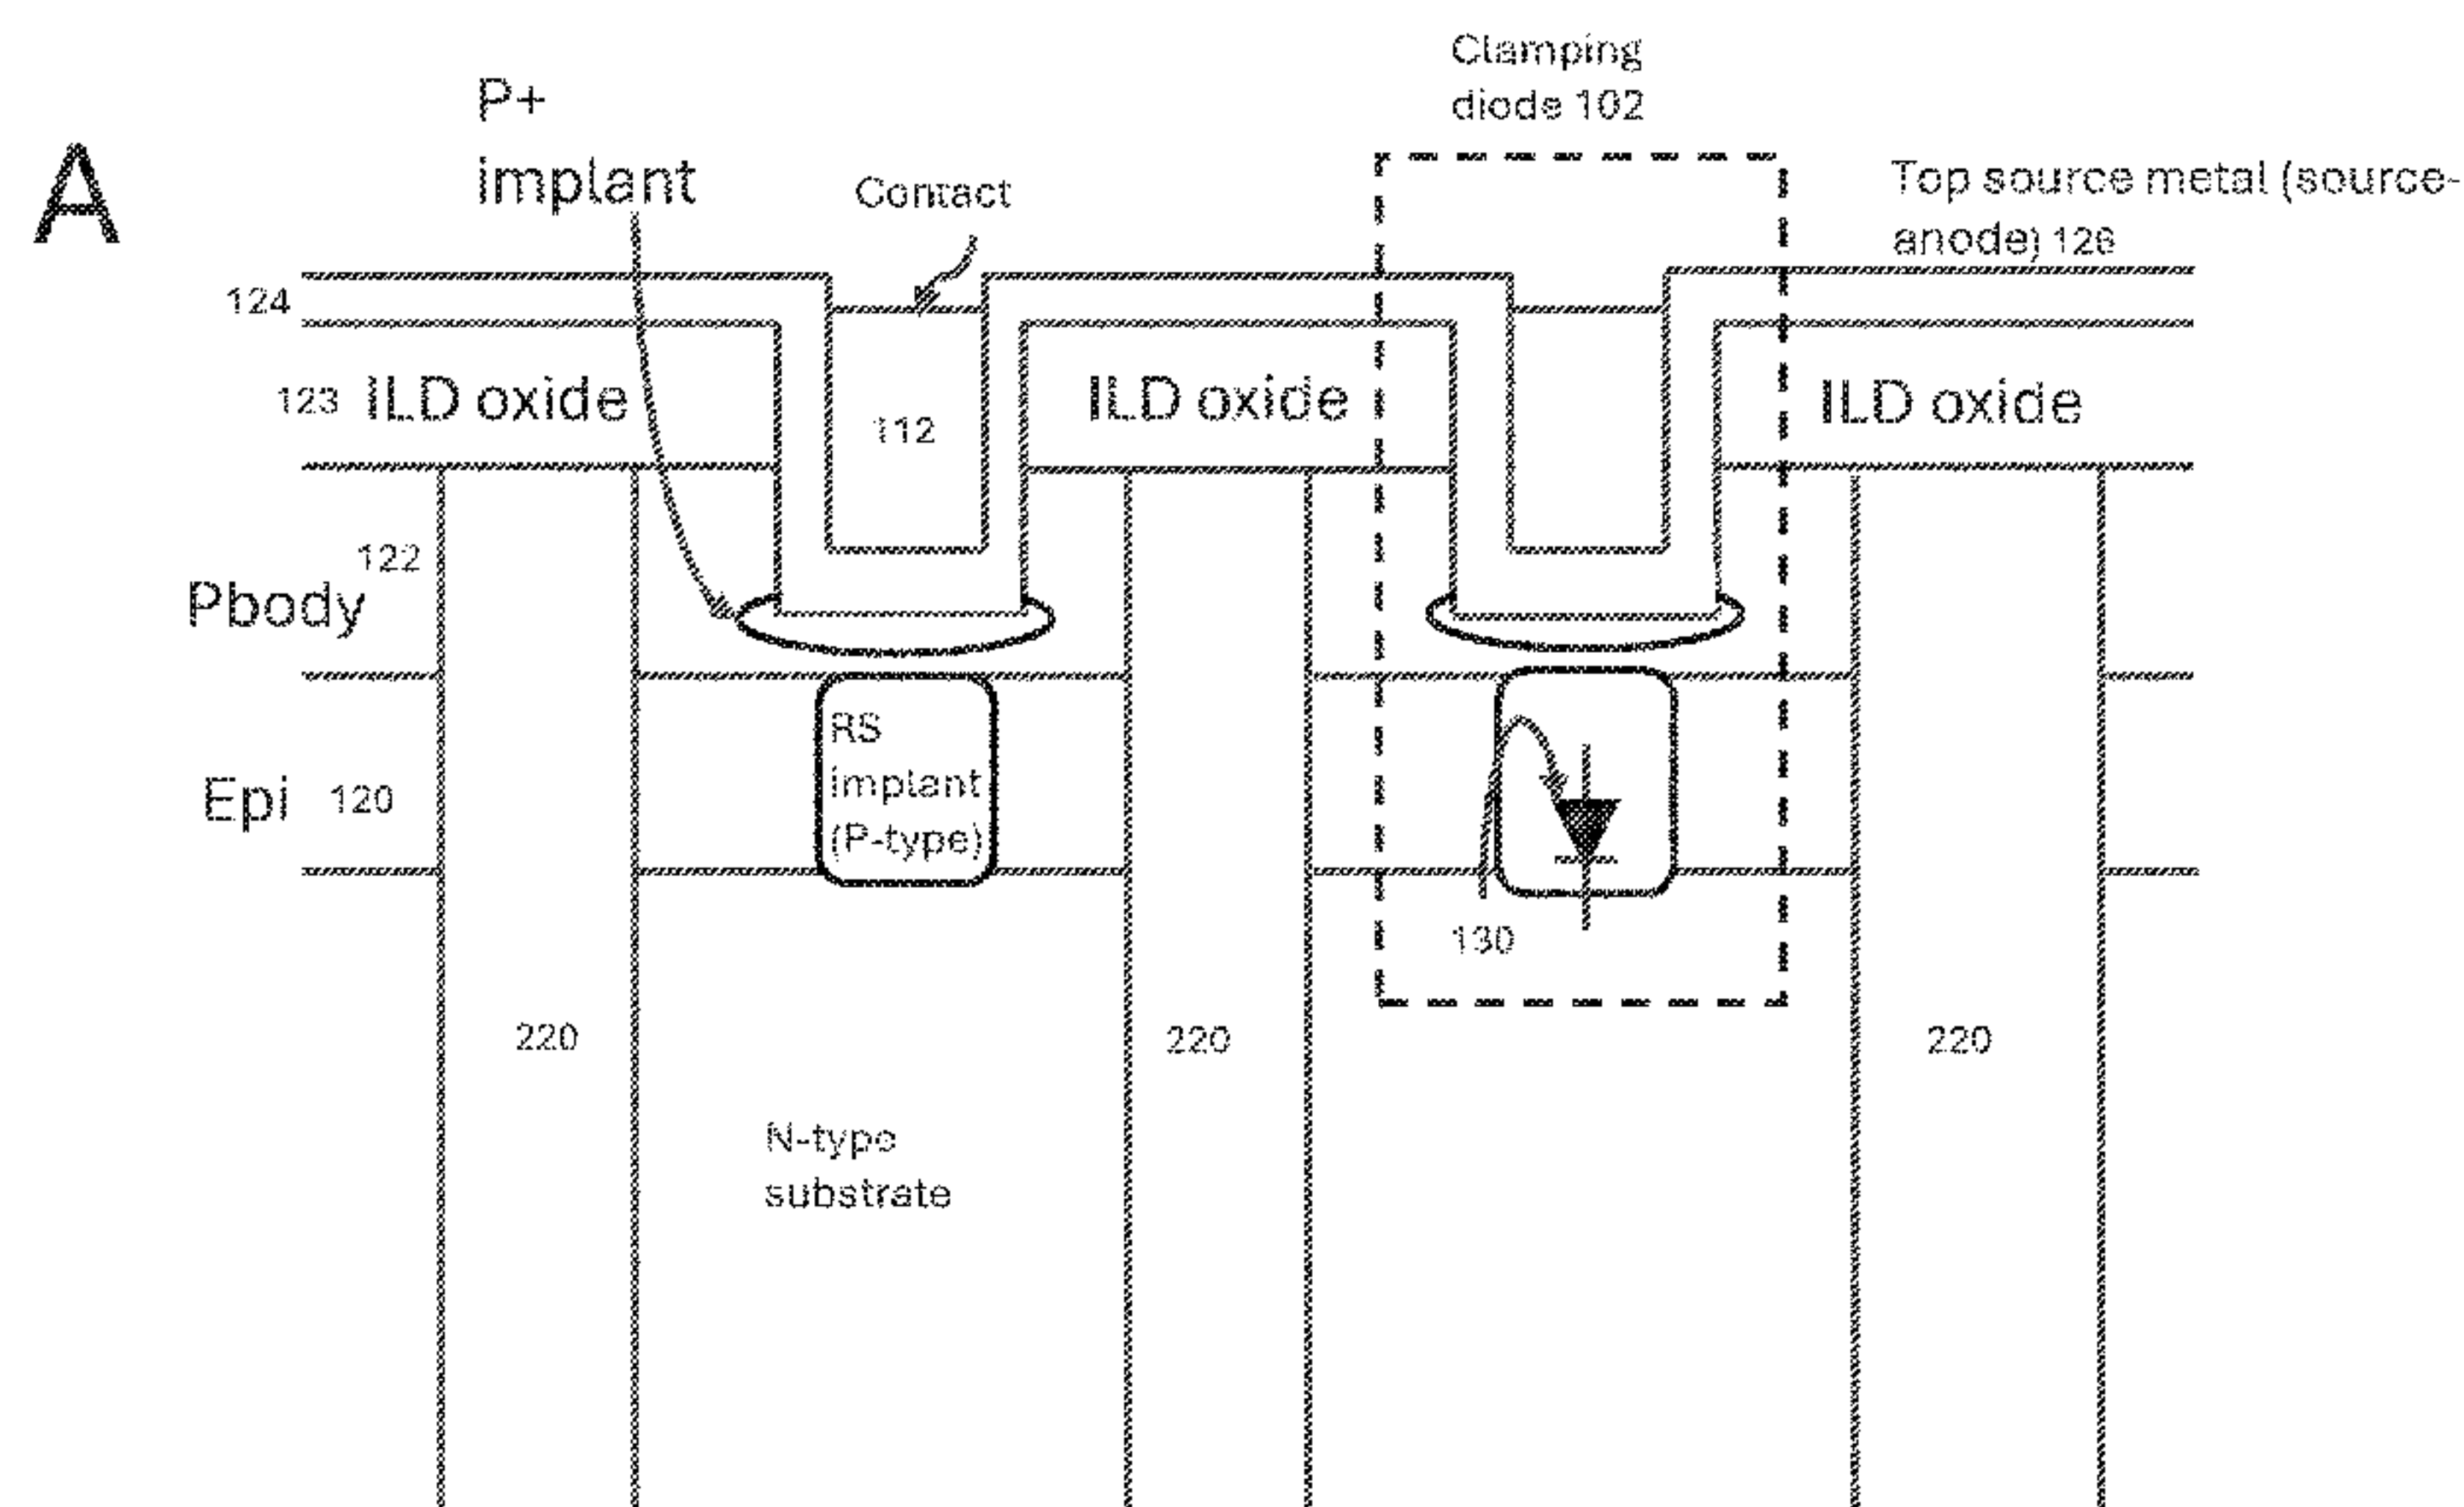 A
P+
implant
Contact
Clamping
diode 102
Top source metal (source-
anode) 126
124
123 ILD oxide
112
ILD oxide
ILD oxide
122
Pbody
Epi 120
RS
implant
(P-type)
130
220
220
220
N-type
substrate